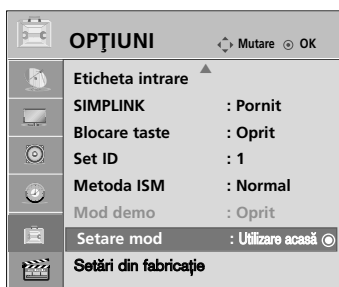 OPŢIUNI Mutare OK
Eticheta intrare
SIMPLINK : Pornit
Blocare taste : Oprit
Set ID : 1
Metoda ISM : Normal
Mod demo : Oprit
Setare mod : Utilizare acasă
Setări din fabricaţie